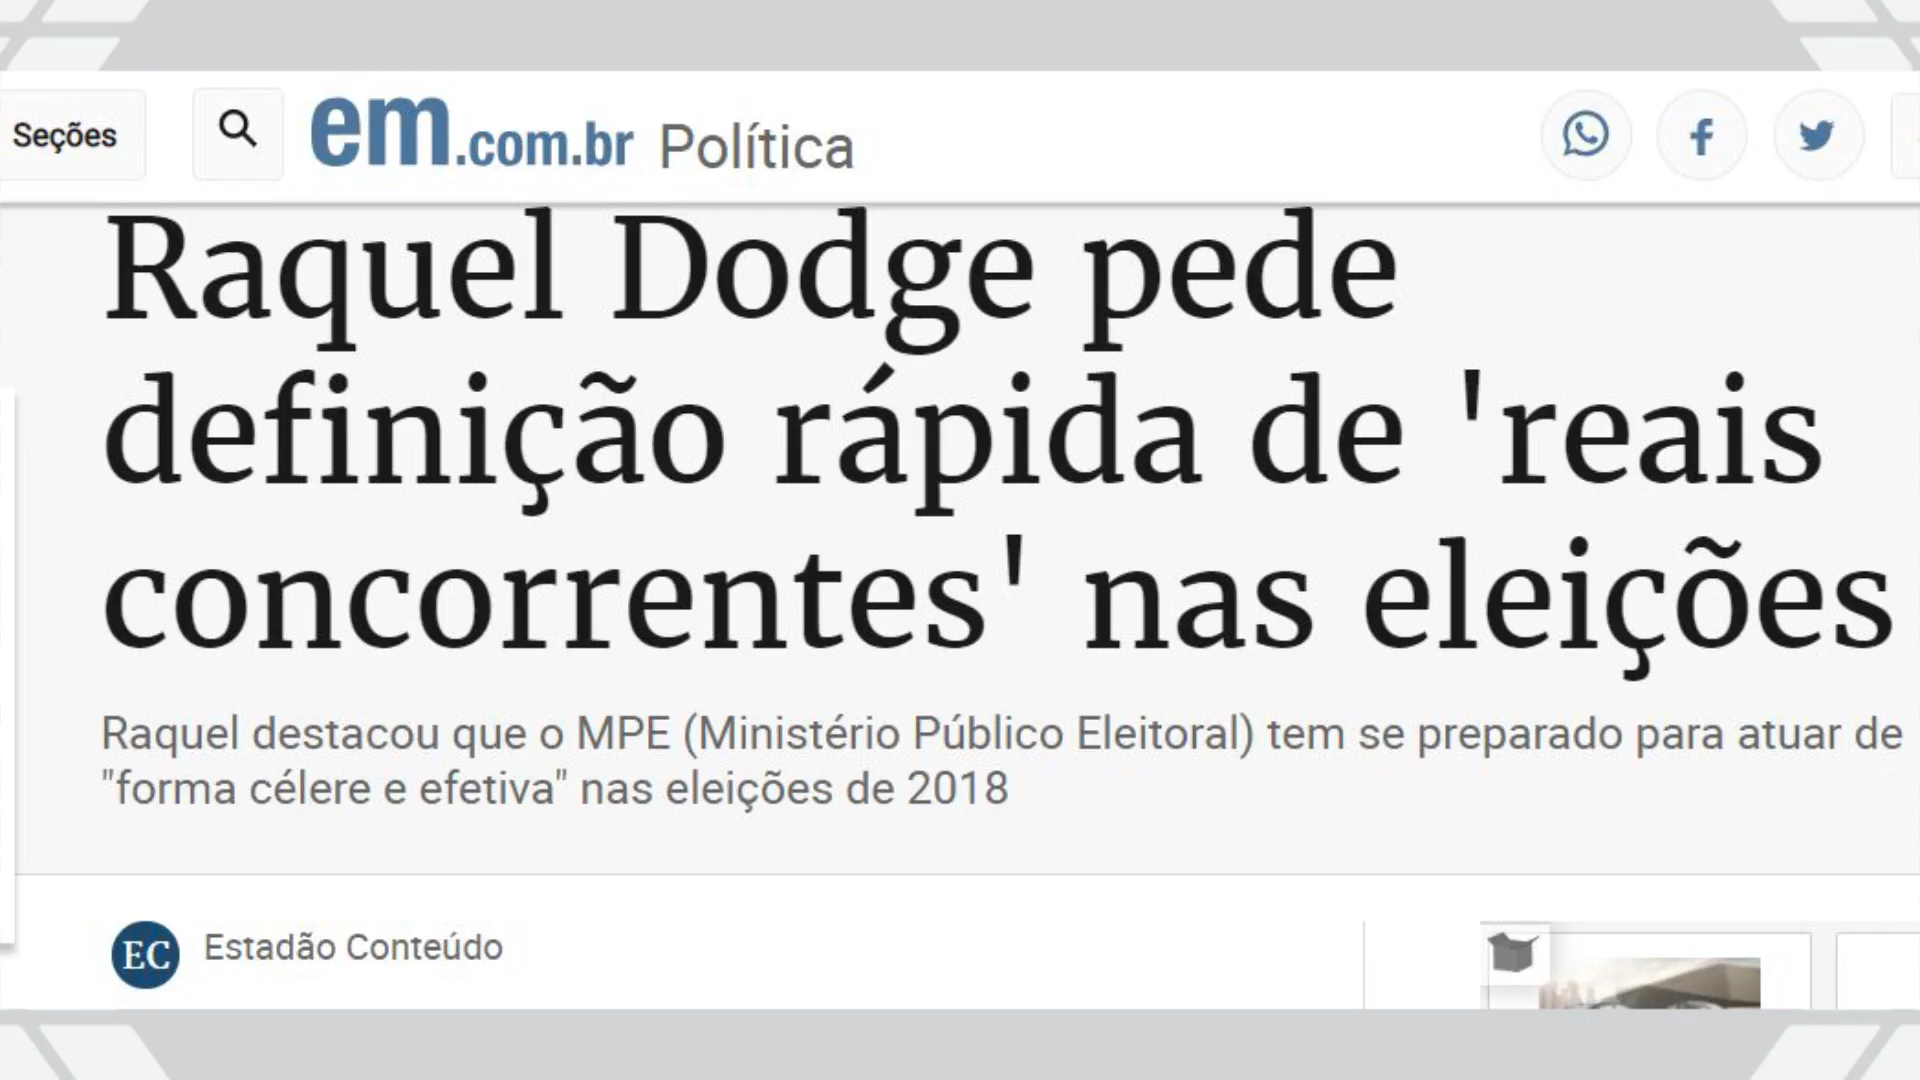 Seções
em.com.br Política
Raquel Dodge pede
definição rápida de 'reais
concorrentes' nas eleições
Raquel destacou que o MPE (Ministério Público Eleitoral) tem se preparado para atuar de
"forma célere e efetiva" nas eleições de 2018
EC Estadão Conteúdo